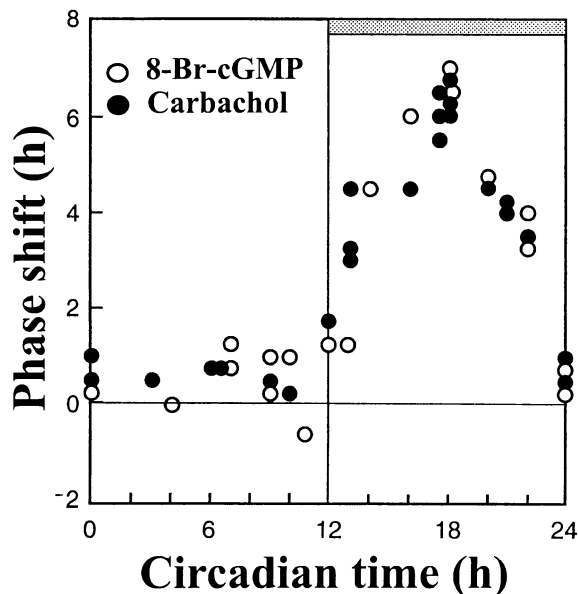 8
8-Br-cGMP
Carbachol
6
4
2
0
-2
Phase shift (h)
0 6 12 18 24
Circadian time (h)